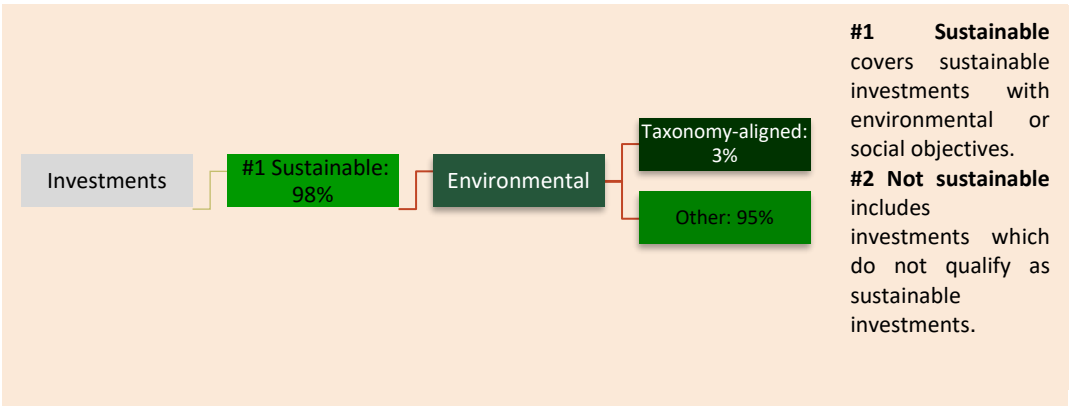 Investments
#1 Sustainable:
98%
Environmental
Taxonomy-aligned:
3%
Other: 95%
#1 Sustainable
covers sustainable
investments with
environmental or
social objectives.
#2 Not sustainable
includes
investments which
do not qualify as
sustainable
investments.